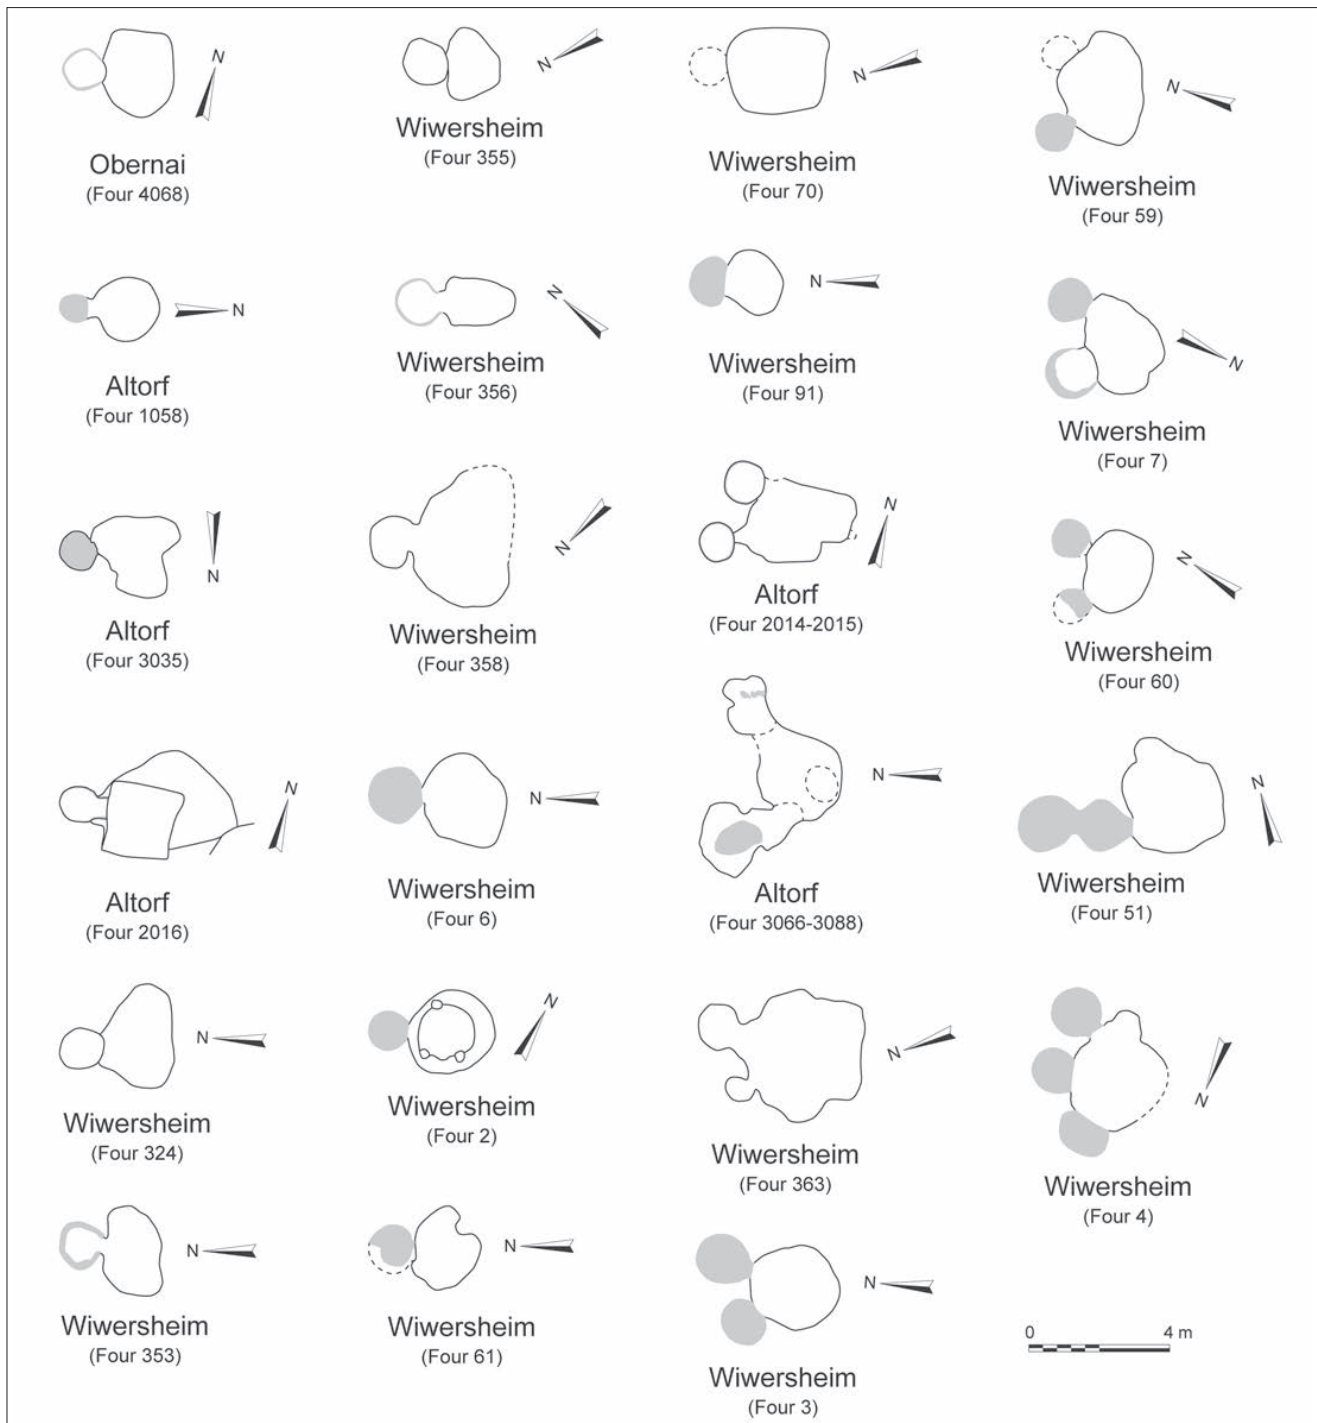 N
Obernai
(Four 4068)
N
Wiwersheim
(Four 355)
N
Wiwersheim
(Four 70)
N
Wiwersheim
(Four 59)
N
Altorf
(Four 1058)
N
Wiwersheim
(Four 356)
N
Wiwersheim
(Four 91)
N
Wiwersheim
(Four 7)
N
Altorf
(Four 3035)
N
Wiwersheim
(Four 358)
N
Altorf
(Four 2014-2015)
N
Wiwersheim
(Four 60)
N
Altorf
(Four 2016)
N
Wiwersheim
(Four 6)
N
Altorf
(Four 3066-3088)
N
Wiwersheim
(Four 51)
N
Wiwersheim
(Four 324)
N
Wiwersheim
(Four 2)
N
Wiwersheim
(Four 363)
N
Wiwersheim
(Four 4)
N
Wiwersheim
(Four 353)
N
Wiwersheim
(Four 61)
N
Wiwersheim
(Four 3)
0 4 m